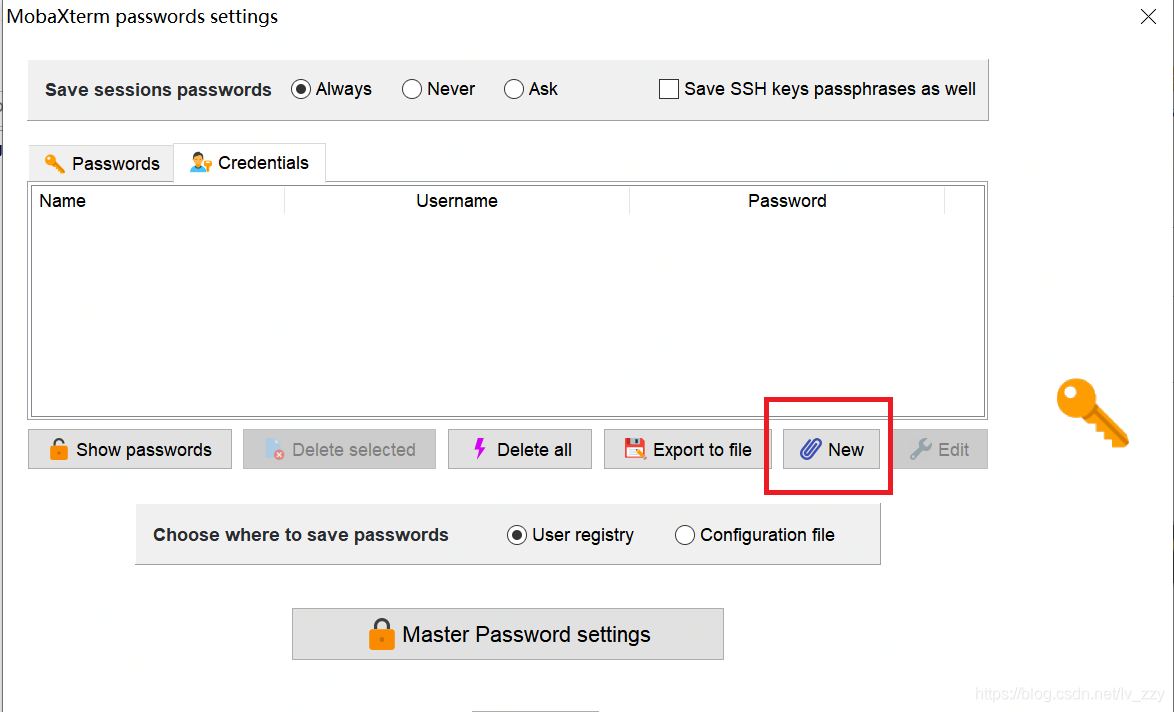 MobaXterm passwords settings
Save sessions passwords Always Never Ask Save SSH keys passphrases as well
Passwords Credentials
Name Username Password
Show passwords Delete selected Delete all Export to file New Edit
Choose where to save passwords User registry Configuration file
Master Password settings
https://blog.csdn.net/lv_zzy